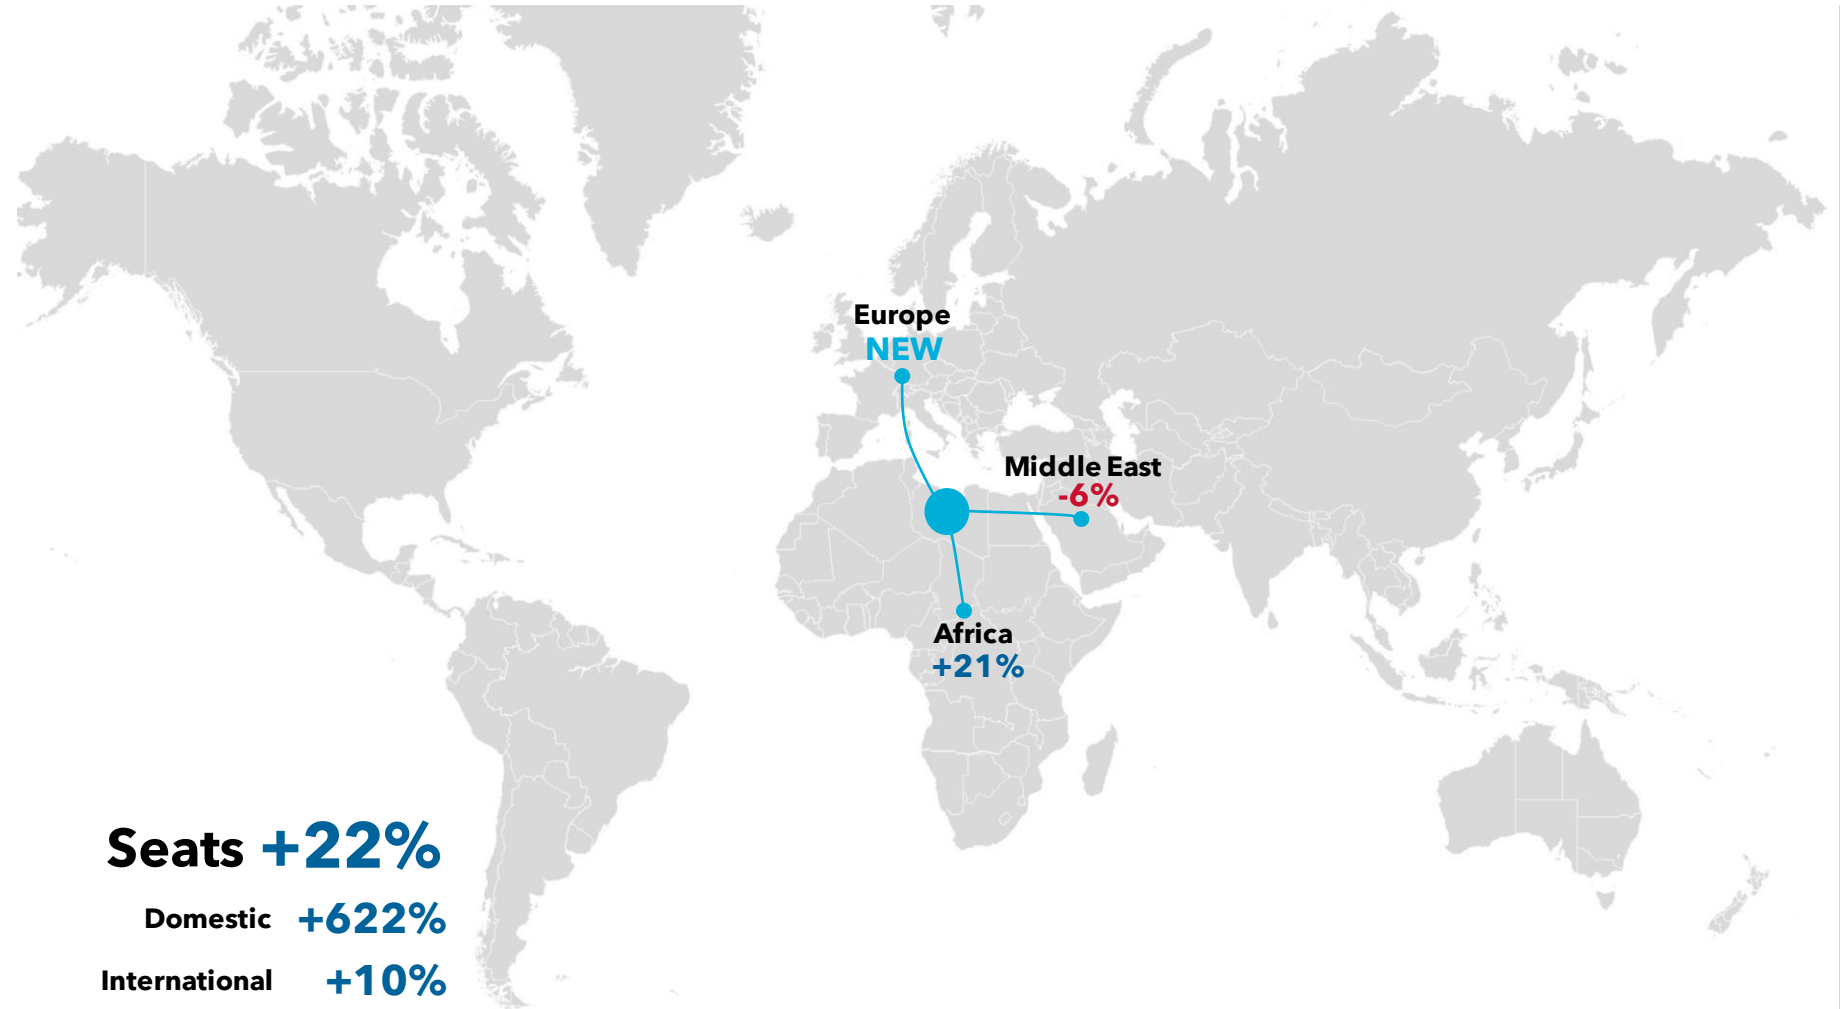 Europe
NEW
Middle East
-6%
Africa
+21%
Seats +22%
Domestic +622%
International +10%